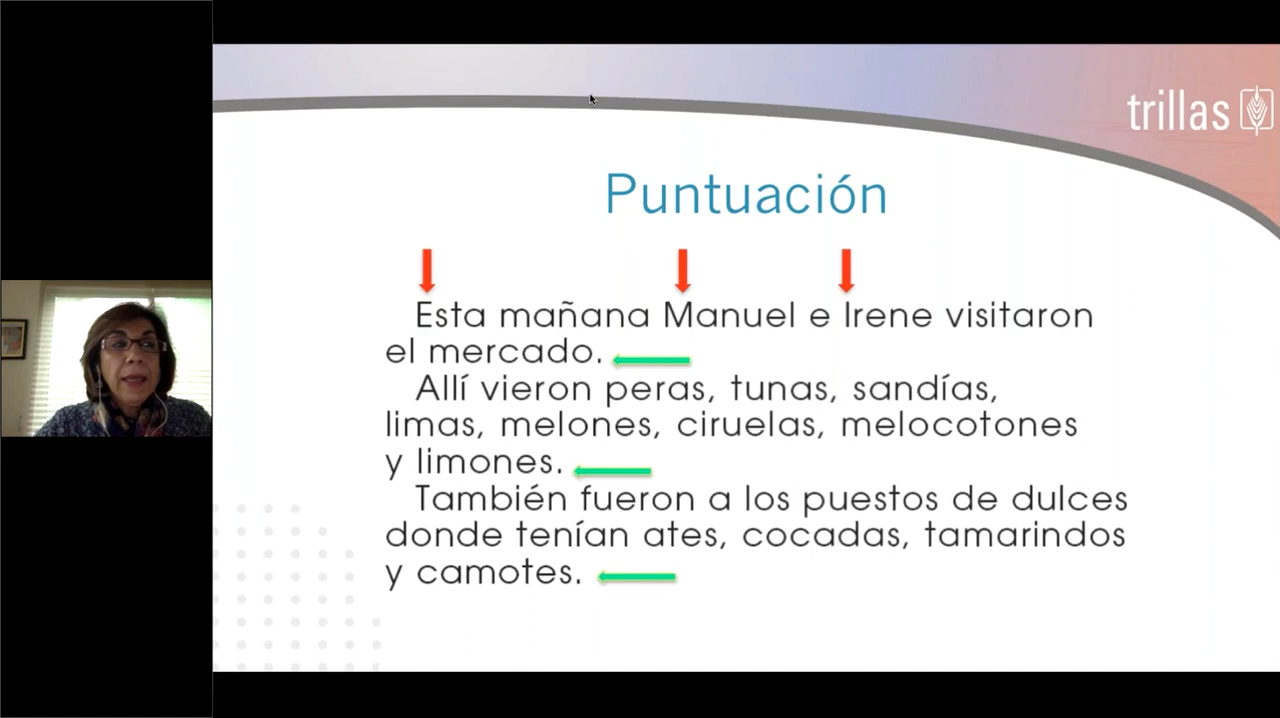 trillas
Puntuación
Esta mañana Manuel e Irene visitaron
el mercado.
Allí vieron peras, tunas, sandías,
limas, melones, ciruelas, melocotones
y limones.
También fueron a los puestos de dulces
donde tenían ates, cocadas, tamarindos
y camotes.